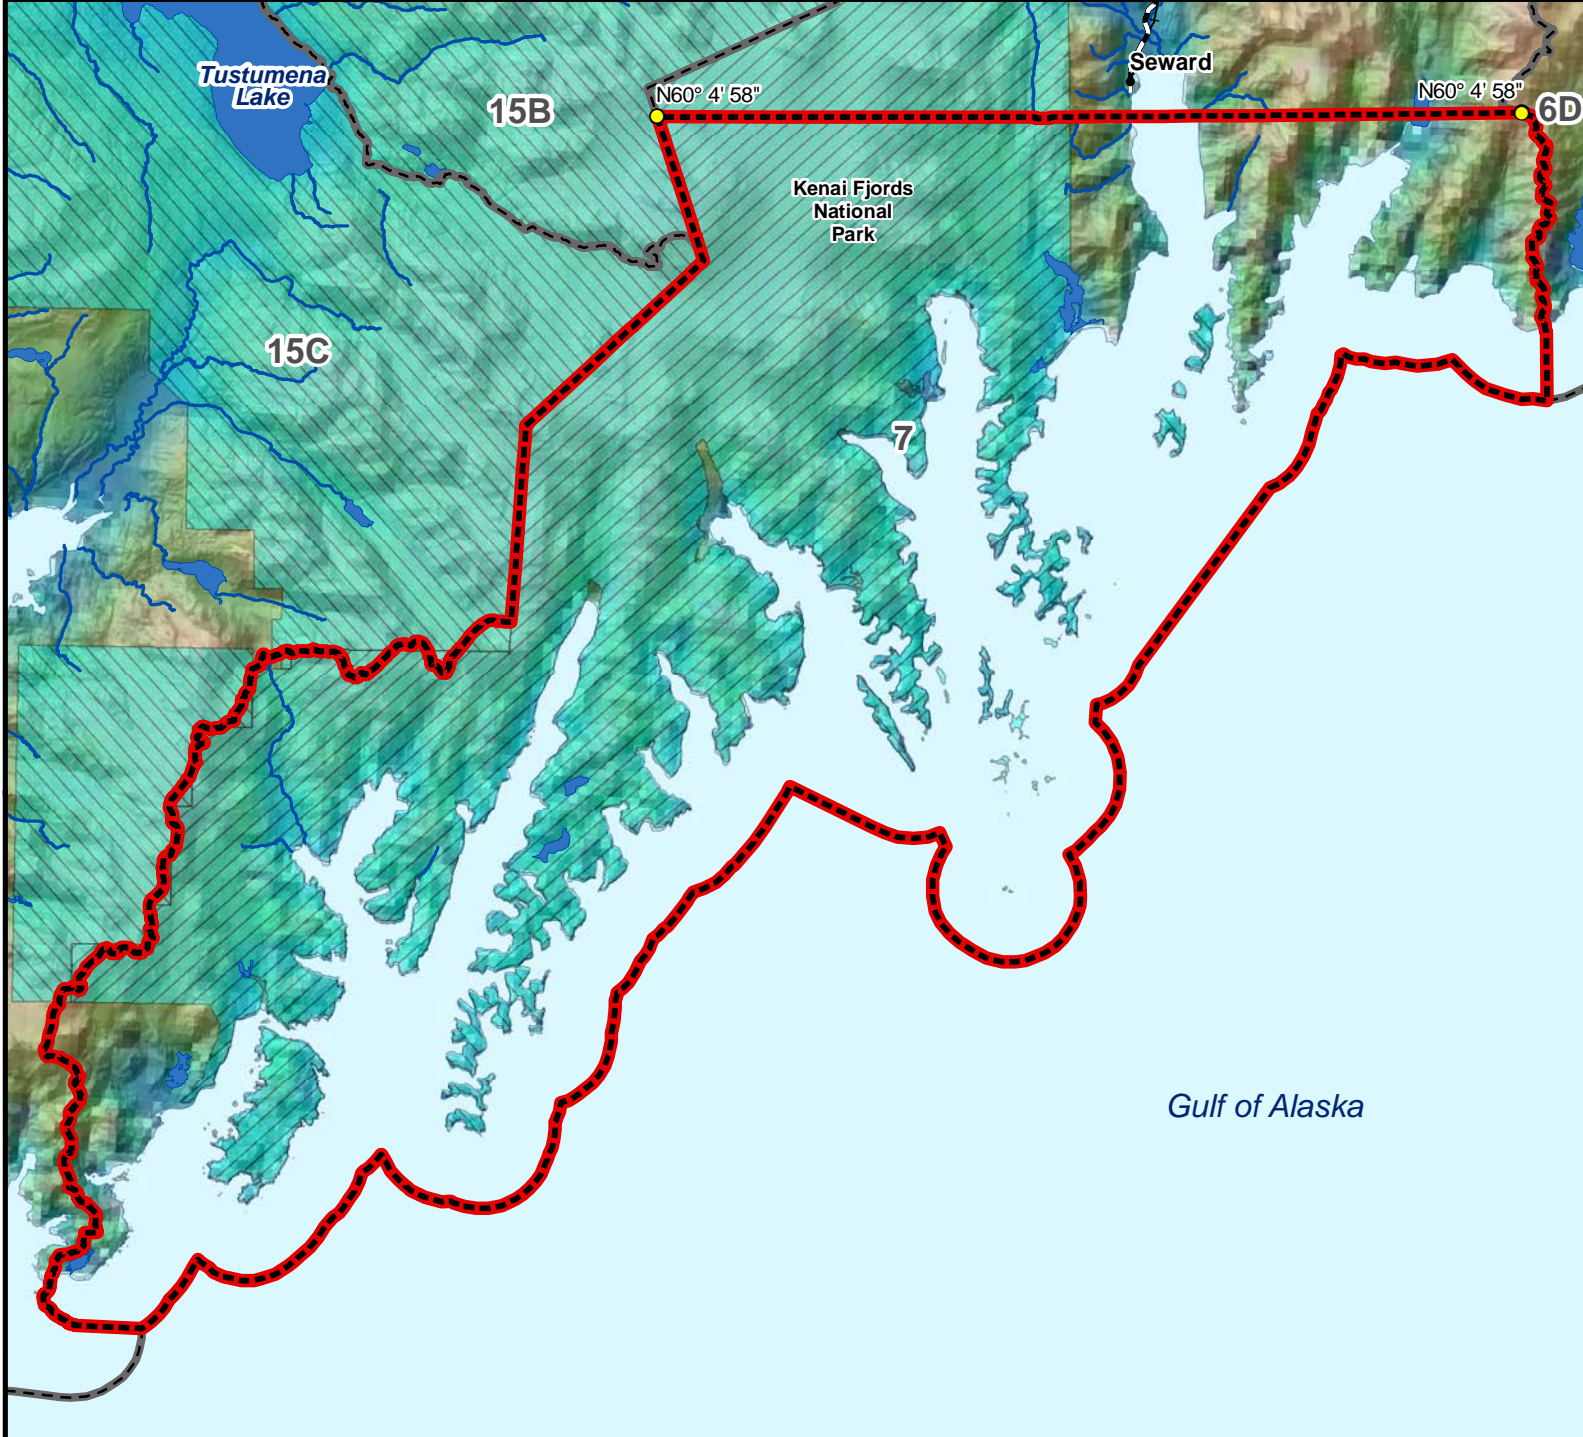 Seward
Tustumena
Lake
N60° 4' 58"
N60° 4' 58"
15B
6D
Kenai Fjords
National
Park
15C
7
Gulf of Alaska